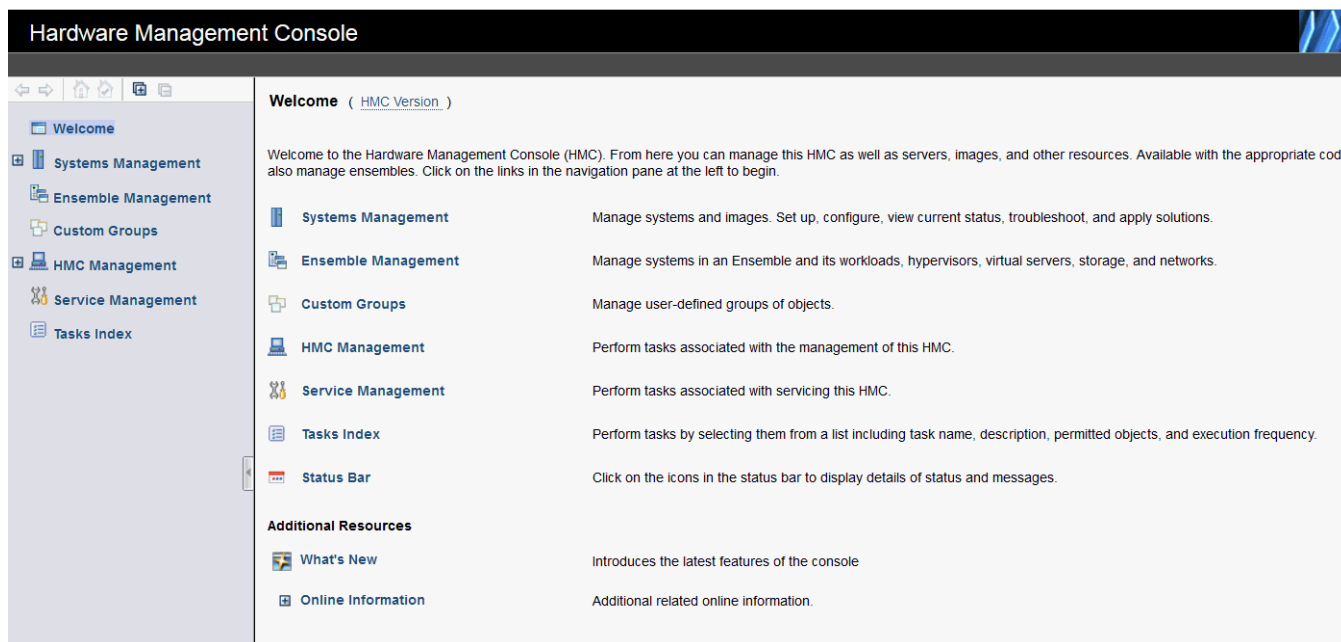 Hardware Management Console
Welcome
Systems Management
Ensemble Management
Custom Groups
HMC Management
Service Management
Tasks Index
Welcome ( HMC Version )
Welcome to the Hardware Management Console (HMC). From here you can manage this HMC as well as servers, images, and other resources. Available with the appropriate
also manage ensembles. Click on the links in the navigation pane at the left to begin.
Systems Management Manage systems and images. Set up, configure, view current status, troubleshoot, and apply solutions.
Ensemble Management Manage systems in an Ensemble and its workloads, hypervisors, virtual servers, storage, and networks.
Custom Groups Manage user-defined groups of objects.
HMC Management Perform tasks associated with the management of this HMC.
Service Management Perform tasks associated with servicing this HMC.
Tasks Index Perform tasks by selecting them from a list including task name, description, permitted objects, and execution frequency.
Status Bar Click on the icons in the status bar to display details of status and messages.
Additional Resources
What's New Introduces the latest features of the console
Online Information Additional related online information.